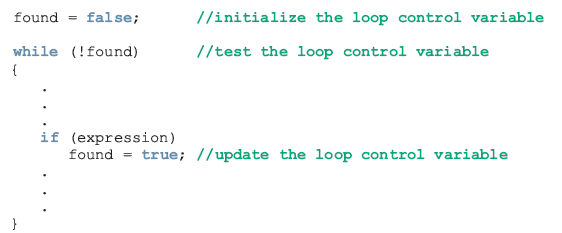 found = false;       //initialize the loop control variable
while (!found)       //test the loop control variable
{
   .
   .
   .
   if (expression)
      found = true; //update the loop control variable
   .
   .
   .
}